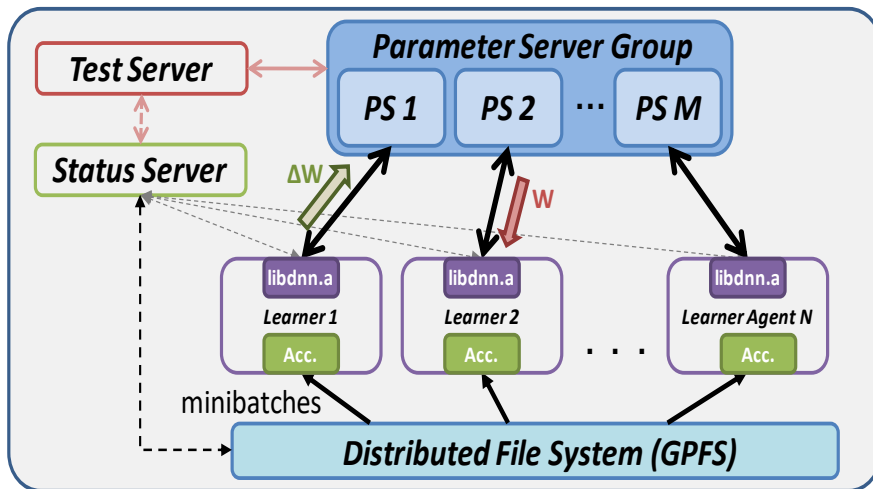 Parameter Server Group
Test Server
PS 1
PS 2
...
PS M
Status Server
ΔW
W
libdnn.a
libdnn.a
libdnn.a
Learner 1
Learner 2
Learner Agent N
Acc.
Acc.
. . .
Acc.
minibatches
Distributed File System (GPFS)